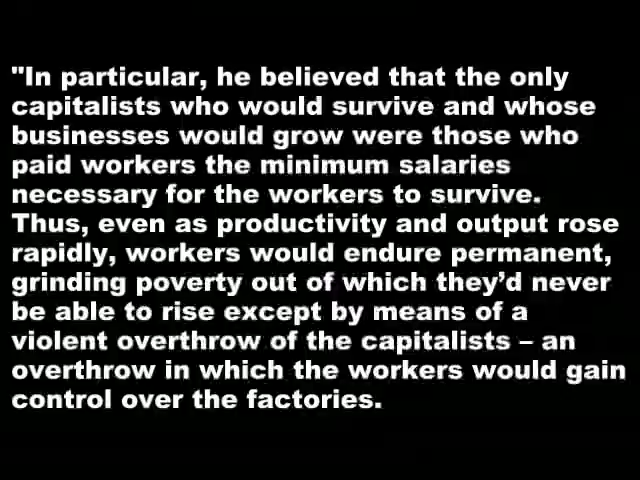 "In particular, he believed that the only
capitalists who would survive and whose
businesses would grow were those who
paid workers the minimum salaries
necessary for the workers to survive.
Thus, even as productivity and output rose
rapidly, workers would endure permanent,
grinding poverty out of which they’d never
be able to rise except by means of a
violent overthrow of the capitalists – an
overthrow in which the workers would gain
control over the factories.